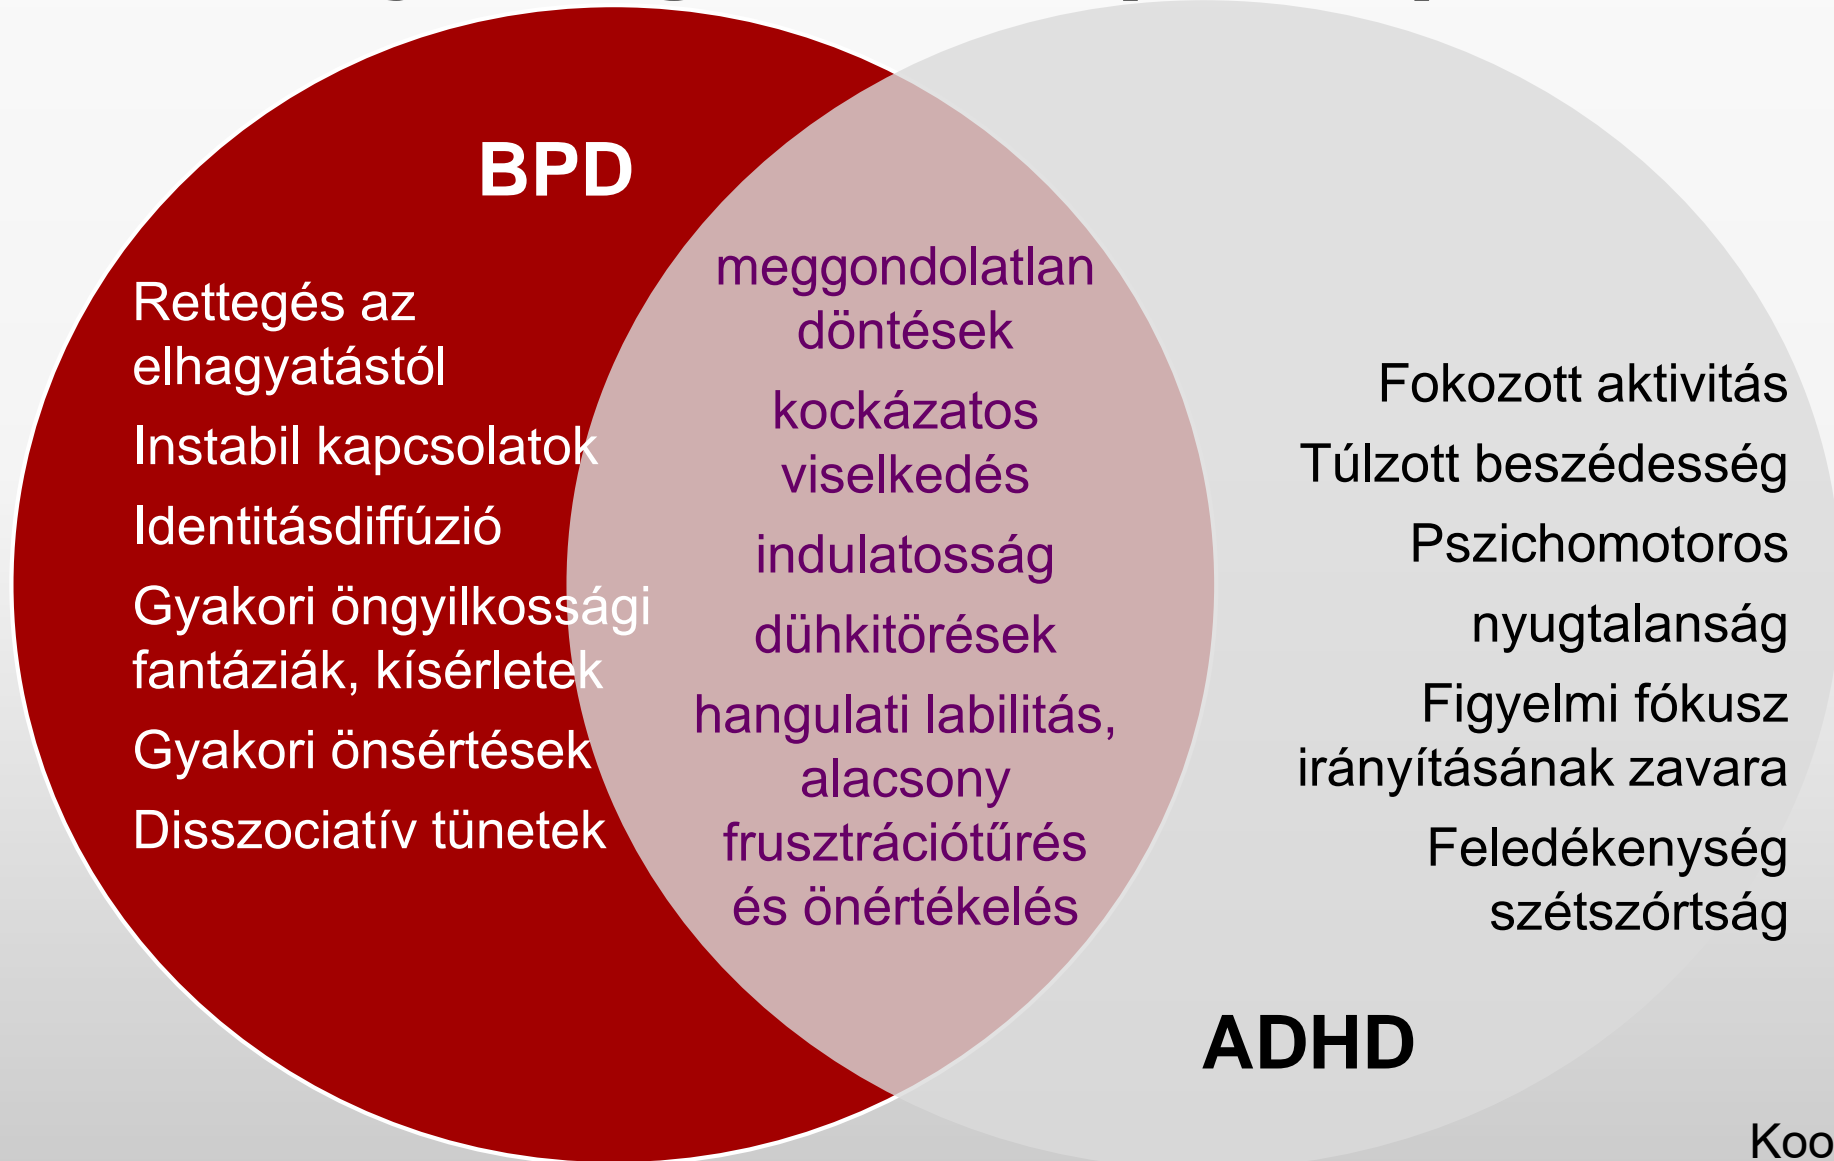 BPD
Rettegés az
elhagyatástól
Instabil kapcsolatok
Identitásdiffúzió
Gyakori öngyilkossági
fantáziák, kísérletek
Gyakori önsértések
Disszociatív tünetek
meggondolatlan
döntések
kockázatos
viselkedés
indulatosság
dühkitörések
hangulati labilitás,
alacsony
frusztrációtűrés
és önértékelés
Fokozott aktivitás
Túlzott beszédesség
Pszichomotoros
nyugtalanság
Figyelmi fókusz
irányításának zavara
Feledékenység
szétszórtság
ADHD
Koo